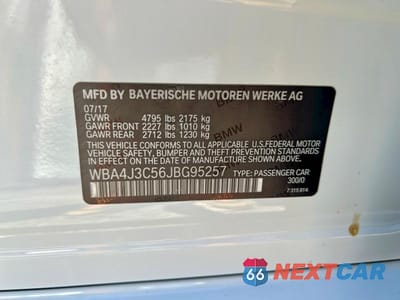 MFD BY BAYERISCHE MOTOREN WERKE AG
07/17
GVWR 4795 lbs 2175 kg
GAWR FRONT 2227 lbs 1010 kg
GAWR REAR 2712 lbs 1230 kg
THIS VEHICLE CONFORMS TO ALL APPLICABLE
U.S.FEDERAL MOTOR
VEHICLE SAFETY, BUMPER AND THEFT PREVENTION
STANDARDS IN EFFECT ON THE DATE OF
MANUFACTURE SHOWN ABOVE.
WBA4J3C56JBG95257 TYPE: PASSENGER CAR
300/0
7 315 814
66 NEXTCAR